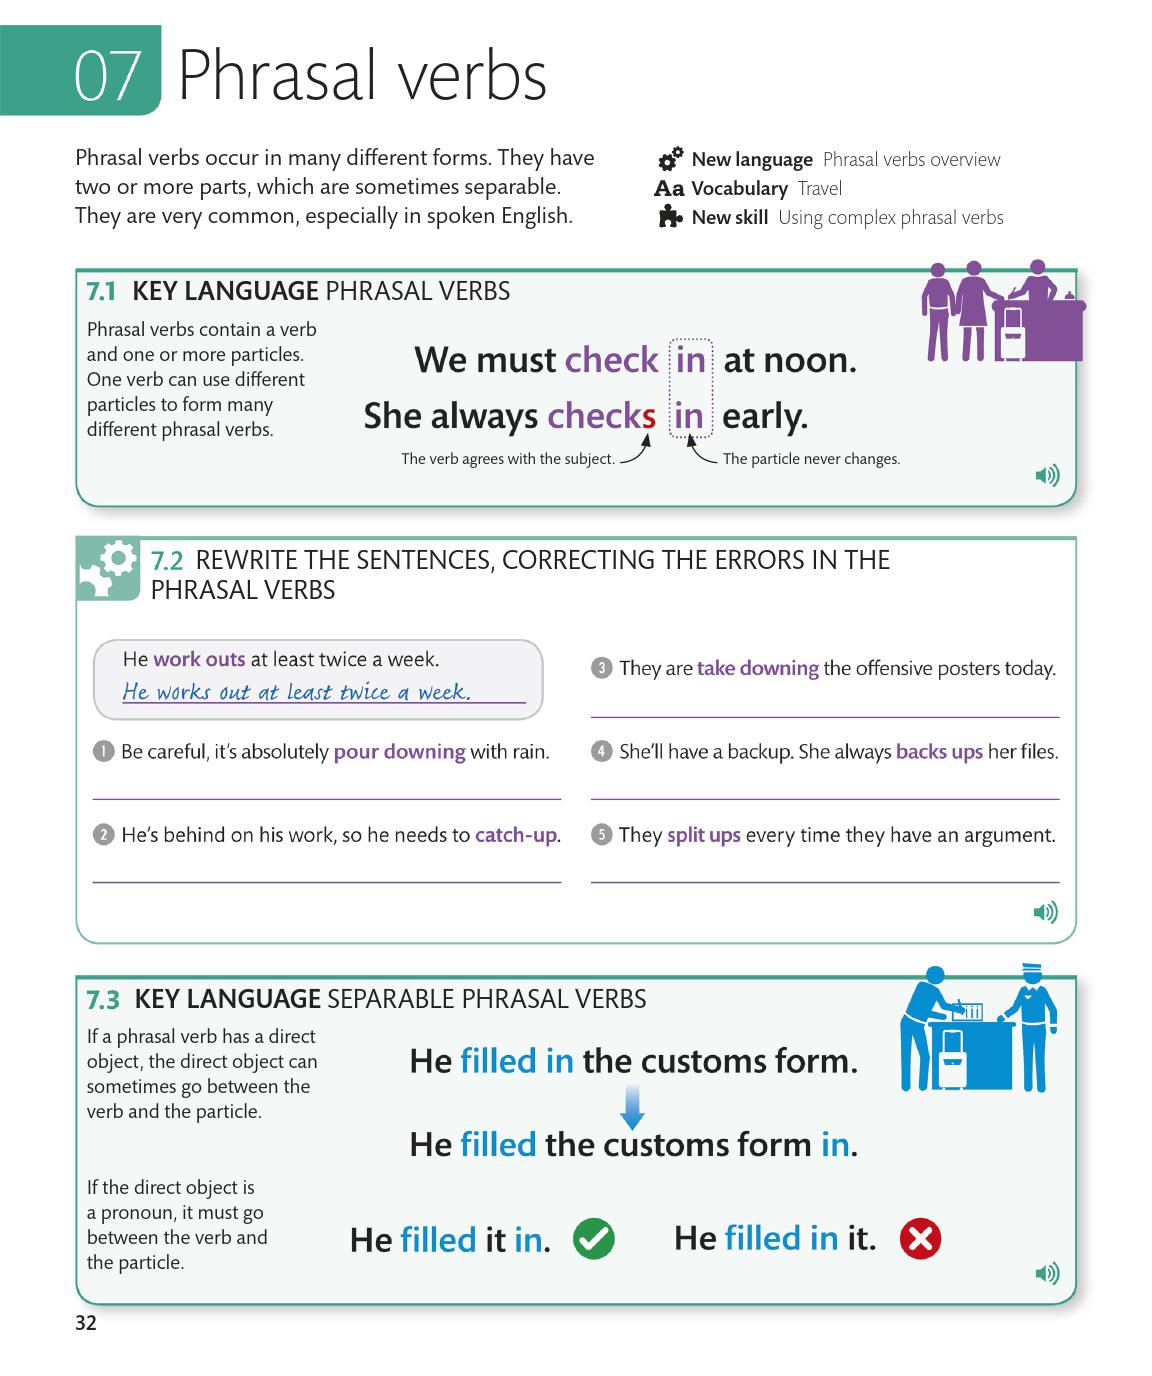 07 Phrasal verbs
Phrasal verbs occur in many different forms. They have
two or more parts, which are sometimes separable.
They are very common, especially in spoken English.
New language Phrasal verbs overview
Aa Vocabulary Travel
New skill Using complex phrasal verbs
7.1 KEY LANGUAGE PHRASAL VERBS
Phrasal verbs contain a verb
and one or more particles.
One verb can use different
particles to form many
different phrasal verbs.
We must check in at noon.
She always checks in early.
The verb agrees with the subject.
The particle never changes.
7.2 REWRITE THE SENTENCES, CORRECTING THE ERRORS IN THE
PHRASAL VERBS
He work outs at least twice a week.
He works out at least twice a week.
1 Be careful, it's absolutely pour downing with rain.
2 He's behind on his work, so he needs to catch-up.
3 They are take downing the offensive posters today.
4 She'll have a backup. She always backs ups her files.
5 They split ups every time they have an argument.
7.3 KEY LANGUAGE SEPARABLE PHRASAL VERBS
If a phrasal verb has a direct
object, the direct object can
sometimes go between the
verb and the particle.
He filled in the customs form.
He filled the customs form in.
If the direct object is
a pronoun, it must go
between the verb and
the particle.
He filled it in.
He filled in it.
32